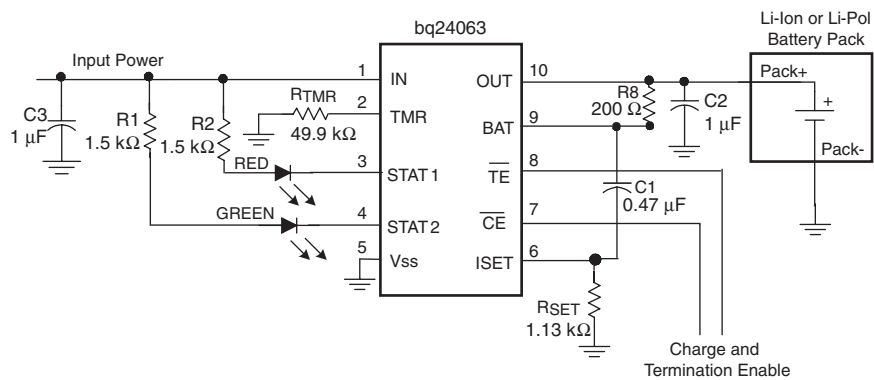 bq24063
Li-Ion or Li-Pol
Battery Pack
Input Power
1
IN
OUT
10
Pack+
C3
1 μF
R1
1.5 kΩ
R2
1.5 kΩ
RTMR
49.9 kΩ
2
TMR
BAT
9
R8
200 Ω
C2
1 μF
+
Pack-
RED
3
STAT1
TE
8
C1
0.47 μF
GREEN
4
STAT2
CE
7
5
Vss
ISET
6
RSET
1.13 kΩ
Charge and
Termination Enable